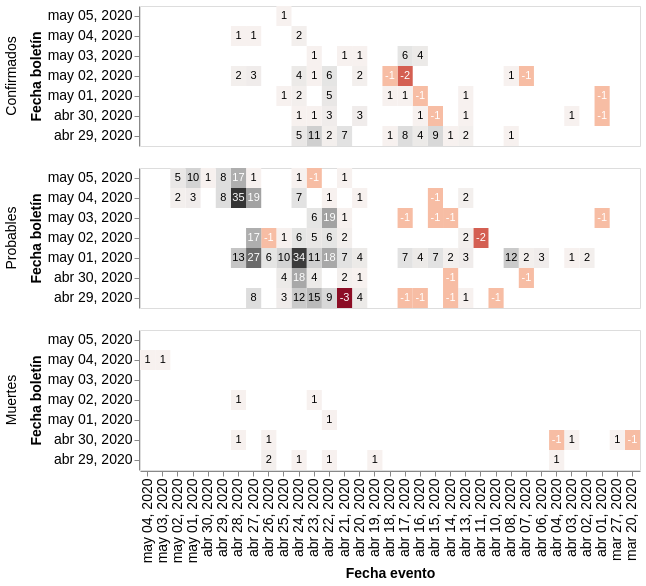 Confirmados
Fecha boletín
may 05, 2020 1
may 04, 2020 1 1 2
may 03, 2020 1 1 1 6 4
may 02, 2020 2 3 4 1 6 2 -1 -2 1 -1
may 01, 2020 1 2 5 1 1 -1 1 -1
abr 30, 2020 1 1 3 3 1 -1 1 1 -1
abr 29, 2020 5 11 2 7 1 8 4 9 1 2 1
Probables
Fecha boletín
may 05, 2020 5 10 1 8 17 1 1 -1 1
may 04, 2020 2 3 8 35 19 7 1 1 -1 2
may 03, 2020 6 19 1 -1 -1 -1 -1
may 02, 2020 17 -1 1 6 5 6 2 2 -2
may 01, 2020 13 27 6 10 34 11 18 7 4 7 4 7 2 3 12 2 3 1 2
abr 30, 2020 4 18 4 2 1 -1 -1
abr 29, 2020 8 3 12 15 9 -3 4 -1 -1 -1 1 -1
Muertes
Fecha boletín
may 05, 2020
may 04, 2020 1 1
may 03, 2020
may 02, 2020 1 1
may 01, 2020 1
abr 30, 2020 1 1 -1 1 1 -1
abr 29, 2020 2 1 1 1 1
may 04, 2020
may 03, 2020
may 02, 2020
may 01, 2020
abr 30, 2020
abr 29, 2020
abr 28, 2020
abr 27, 2020
abr 26, 2020
abr 25, 2020
abr 24, 2020
abr 23, 2020
abr 22, 2020
abr 21, 2020
abr 20, 2020
abr 19, 2020
abr 18, 2020
abr 17, 2020
abr 16, 2020
abr 15, 2020
abr 14, 2020
abr 13, 2020
abr 11, 2020
abr 10, 2020
abr 08, 2020
abr 07, 2020
abr 06, 2020
abr 04, 2020
abr 03, 2020
abr 02, 2020
abr 01, 2020
mar 27, 2020
mar 20, 2020
Fecha evento